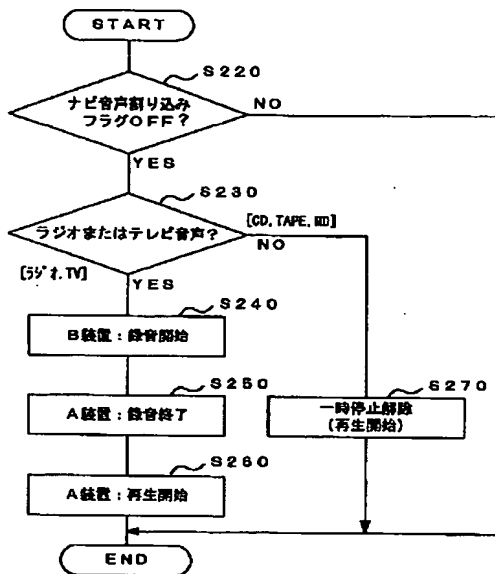 START
S220
ナビ音声割り込み
フラグOFF?
NO
YES
S230
ラジオまたはテレビ音声?
[CD,TAPE,MD]
NO
[ラジオ,TV]
YES
S240
B装置:録音開始
S250
A装置:録音終了
S270
一時停止解除
(再生開始)
S260
A装置:再生開始
END